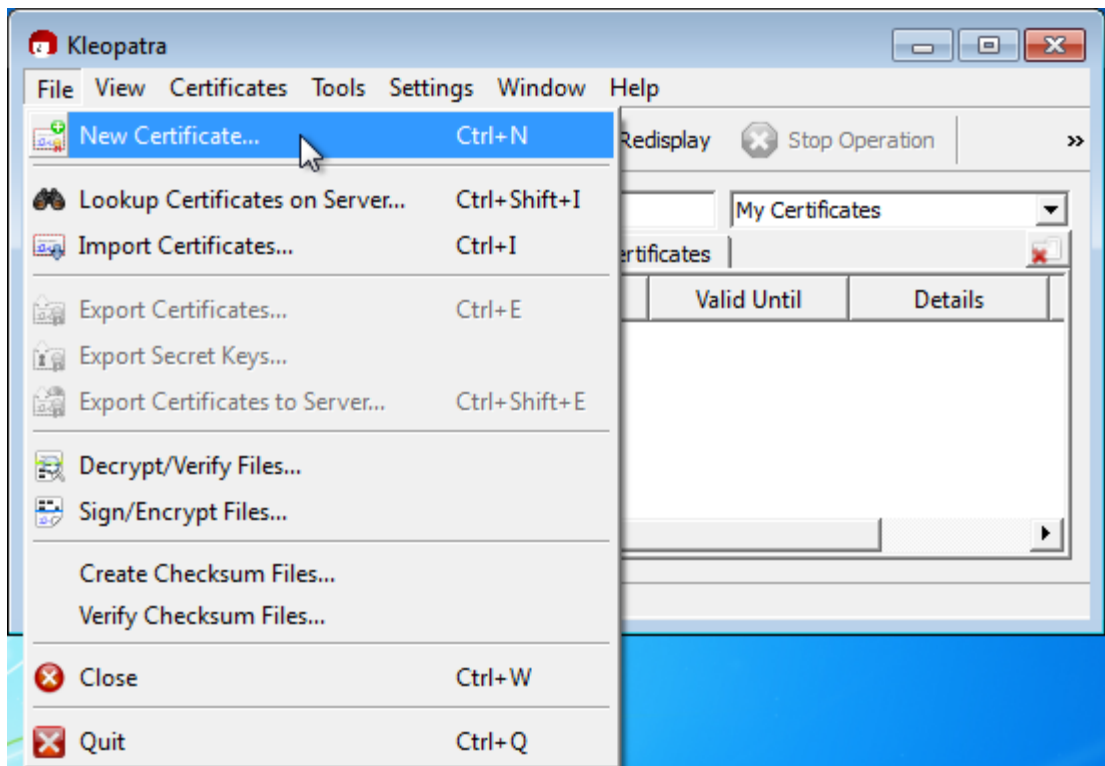 Kleopatra
File View Certificates Tools Settings Window Help
New Certificate... Ctrl+N
Redisplay Stop Operation »
Lookup Certificates on Server... Ctrl+Shift+I
My Certificates
Import Certificates... Ctrl+I
ertificates
Valid Until Details
Export Certificates... Ctrl+E
Export Secret Keys...
Export Certificates to Server... Ctrl+Shift+E
Decrypt/Verify Files...
Sign/Encrypt Files...
Create Checksum Files...
Verify Checksum Files...
Close Ctrl+W
Quit Ctrl+Q